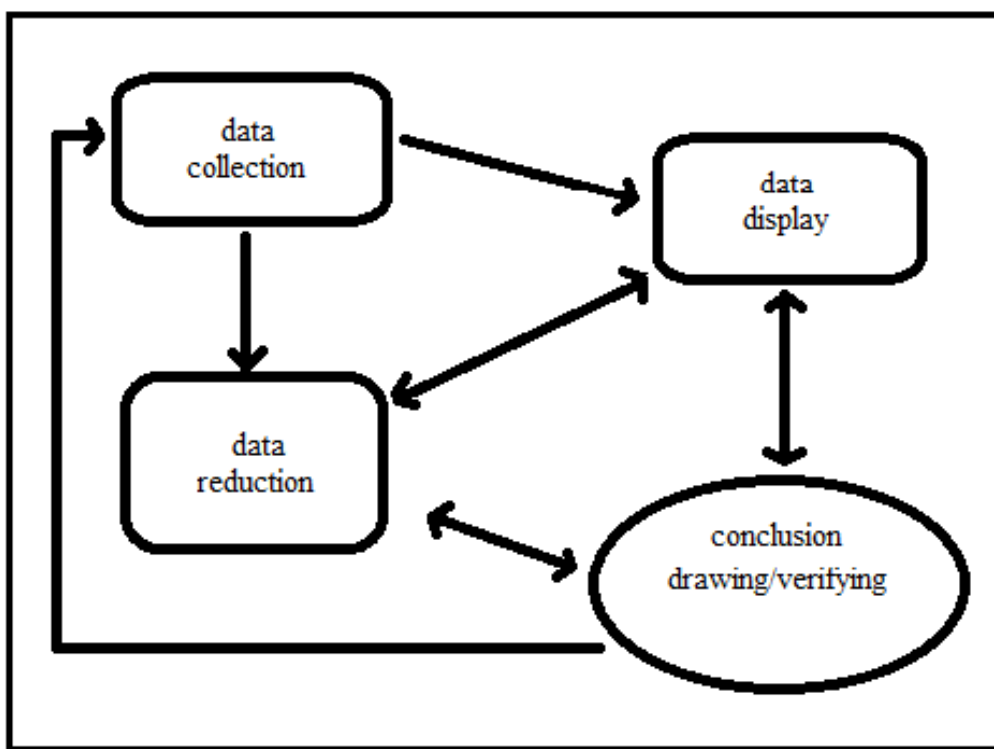 data
collection
data
display
data
reduction
conclusion
drawing/verifying